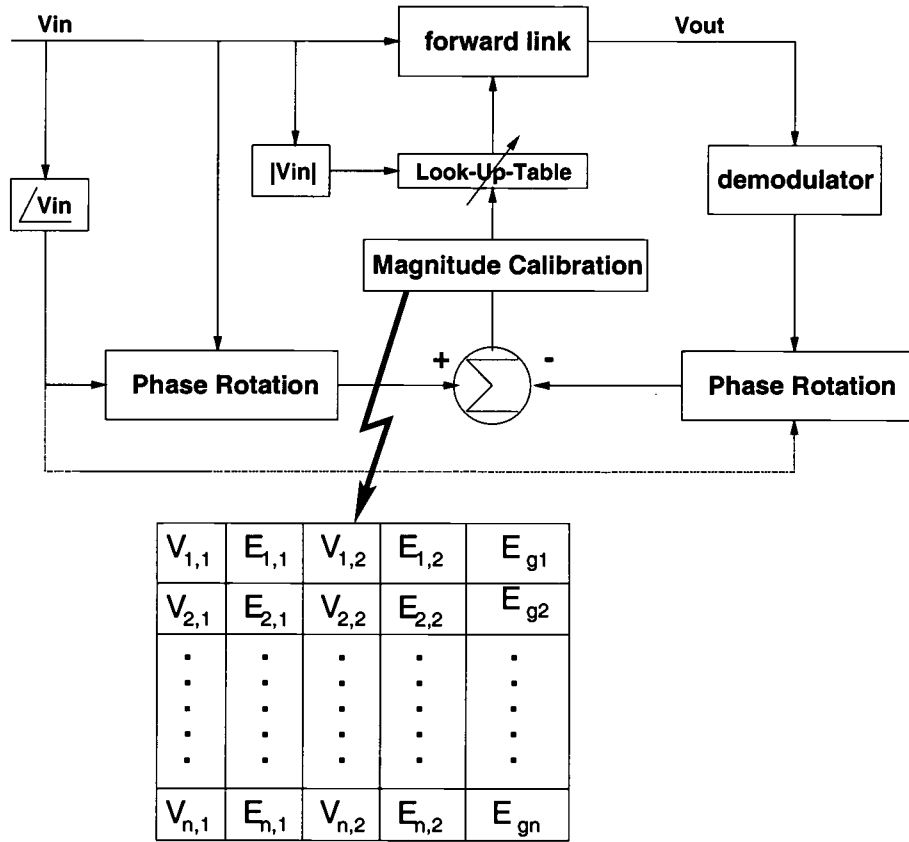 Vin
forward link
Vout
|Vin|
Look-Up-Table
demodulator
∠Vin
Magnitude Calibration
+
-
Phase Rotation
Σ
Phase Rotation
V1,1 E1,1 V1,2 E1,2 Eg1
V2,1 E2,1 V2,2 E2,2 Eg2
Vn,1 En,1 Vn,2 En,2 Egn